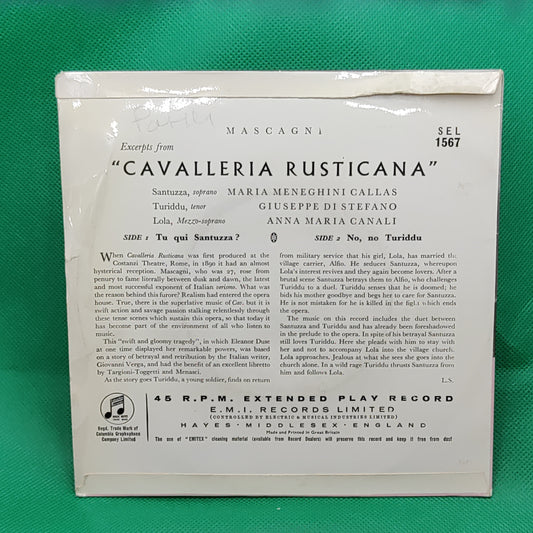 MASCAGNI
SEL
1567
Excerpts from
"CAVALLERIA RUSTICANA"
Santuzza, soprano MARIA MENEGHINI CALLAS
Turiddu, tenor GIUSEPPE DI STEFANO
Lola, Mezzo-soprano ANNA MARIA CANALI
SIDE 1 Tu qui Santuzza? SIDE 2 No, no Turiddu
When Cavalleria Rusticana was first produced at the
Costanzi Theatre, Rome, in 1890 it had an almost
hysterical reception. Mascagni, who was 27, rose from
penury to fame literally between dusk and dawn, the latest
and most successful exponent of Italian verismo. What was the
reason behind this furore? Realism had entered the opera
house. True, there is the superlative music of Cav. but it is
swift action and savage passion stalking relentlessly through
these tense scenes which sustain this opera, so that today it
has become part of the environment of all who listen to
music.
This "swift and gloomy tragedy", in which Eleanor Duse
at one time displayed her remarkable powers, was based
on a story of betrayal and retribution by the Italian writer,
Giovanni Verga, and had the benefit of an excellent libretto
by Targioni-Toggetti and Menasci.
As the story goes Turiddu, a young soldier, finds on return
from military service that his girl, Lola, has married the
village carrier, Alfio. He seduces Santuzza, whereupon
Lola's interest revives and they again become lovers. After a
brutal scene Santuzza betrays them to Alfio, who challenges
Turiddu to a duel. Turiddu senses that he is doomed; he
bids his mother goodbye and begs her to care for Santuzza.
He is not mistaken for he is killed in the fight which ends
the opera.
The music on this record includes the duet between
Santuzza and Turiddu and has already been foreshadowed
in the prelude to the opera. In spite of his betrayal Santuzza
still loves Turiddu. Here she pleads with him to stay with
her and not to accompany Lola into the village church.
Lola approaches. Jealous at what she sees she goes into the
church alone. In a wild rage Turiddu thrusts Santuzza from
him and follows Lola.
L.S.
Regd. Trade Mark of
Columbia Graphophone
Company Limited
45 R.P.M. EXTENDED PLAY RECORD
E.M.I. RECORDS LIMITED
(CONTROLLED BY ELECTRIC & MUSICAL INDUSTRIES LIMITED)
HAYES · MIDDLESEX · ENGLAND
Made and Printed in Great Britain
The use of "EMITEX" cleaning material (available from Record Dealers) will preserve this record and keep it free from dust